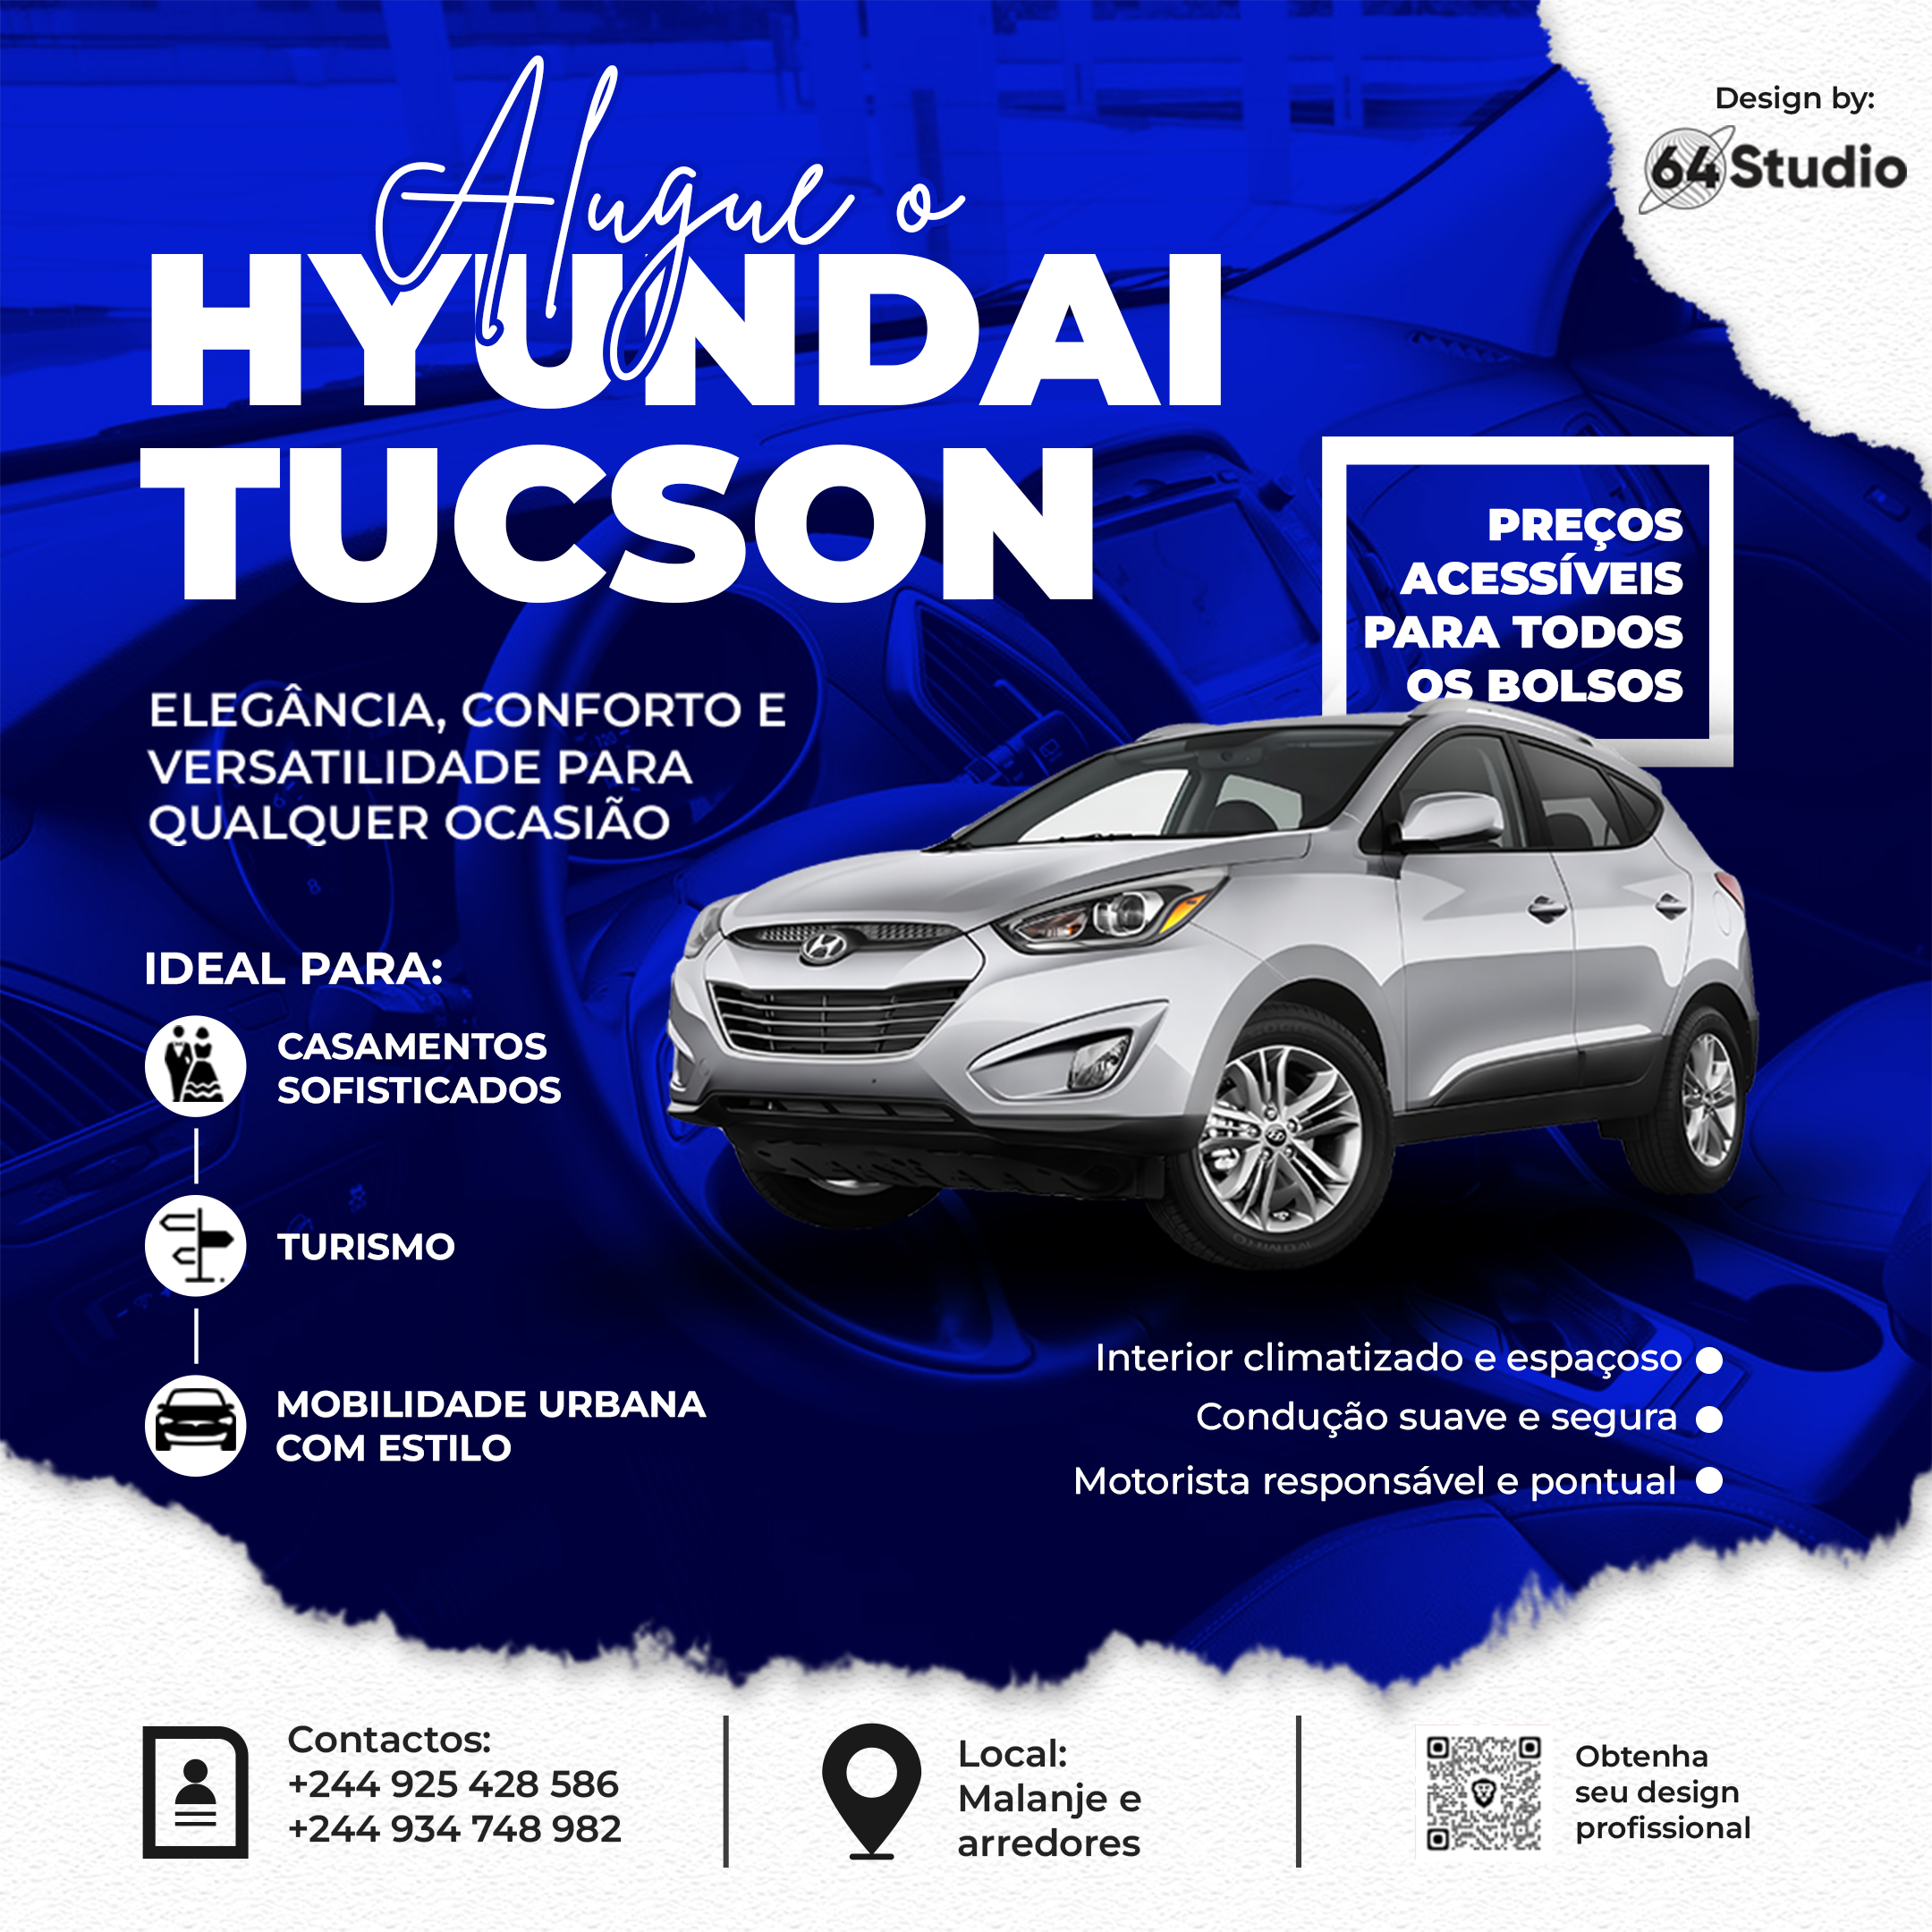 Design by:
64 Studio
Alugue o
HYUNDAI
TUCSON
PREÇOS
ACESSÍVEIS
PARA TODOS
OS BOLSOS
ELEGÂNCIA, CONFORTO E
VERSATILIDADE PARA
QUALQUER OCASIÃO
IDEAL PARA:
CASAMENTOS
SOFISTICADOS
TURISMO
MOBILIDADE URBANA
COM ESTILO
Interior climatizado e espaçoso
Condução suave e segura
Motorista responsável e pontual
Contactos:
+244 925 428 586
+244 934 748 982
Local:
Malanje e
arredores
Obtenha
seu design
profissional